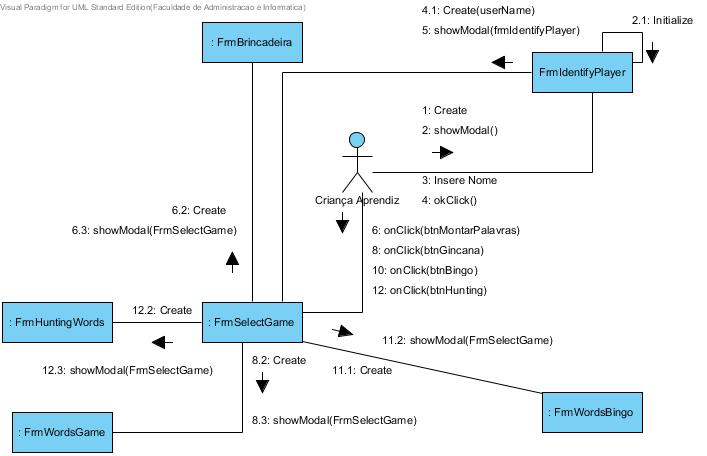 Visual Paradigm for UML Standard Edition(Faculdade de Administracao e Informatica)
4.1: Create(userName)
2.1: Initialize
5: showModal(frmIdentifyPlayer)
: FrmBrincadeira
FrmIdentifyPlayer
1: Create
2: showModal()
3: Insere Nome
Criança Aprendiz
4: okClick()
6.2: Create
6.3: showModal(FrmSelectGame)
6: onClick(btnMontarPalavras)
8: onClick(btnGincana)
10: onClick(btnBingo)
12: onClick(btnHunting)
12.2: Create
: FrmHuntingWords
: FrmSelectGame
11.2: showModal(FrmSelectGame)
8.2: Create
12.3: showModal(FrmSelectGame)
11.1: Create
8.3: showModal(FrmSelectGame)
: FrmWordsBingo
: FrmWordsGame